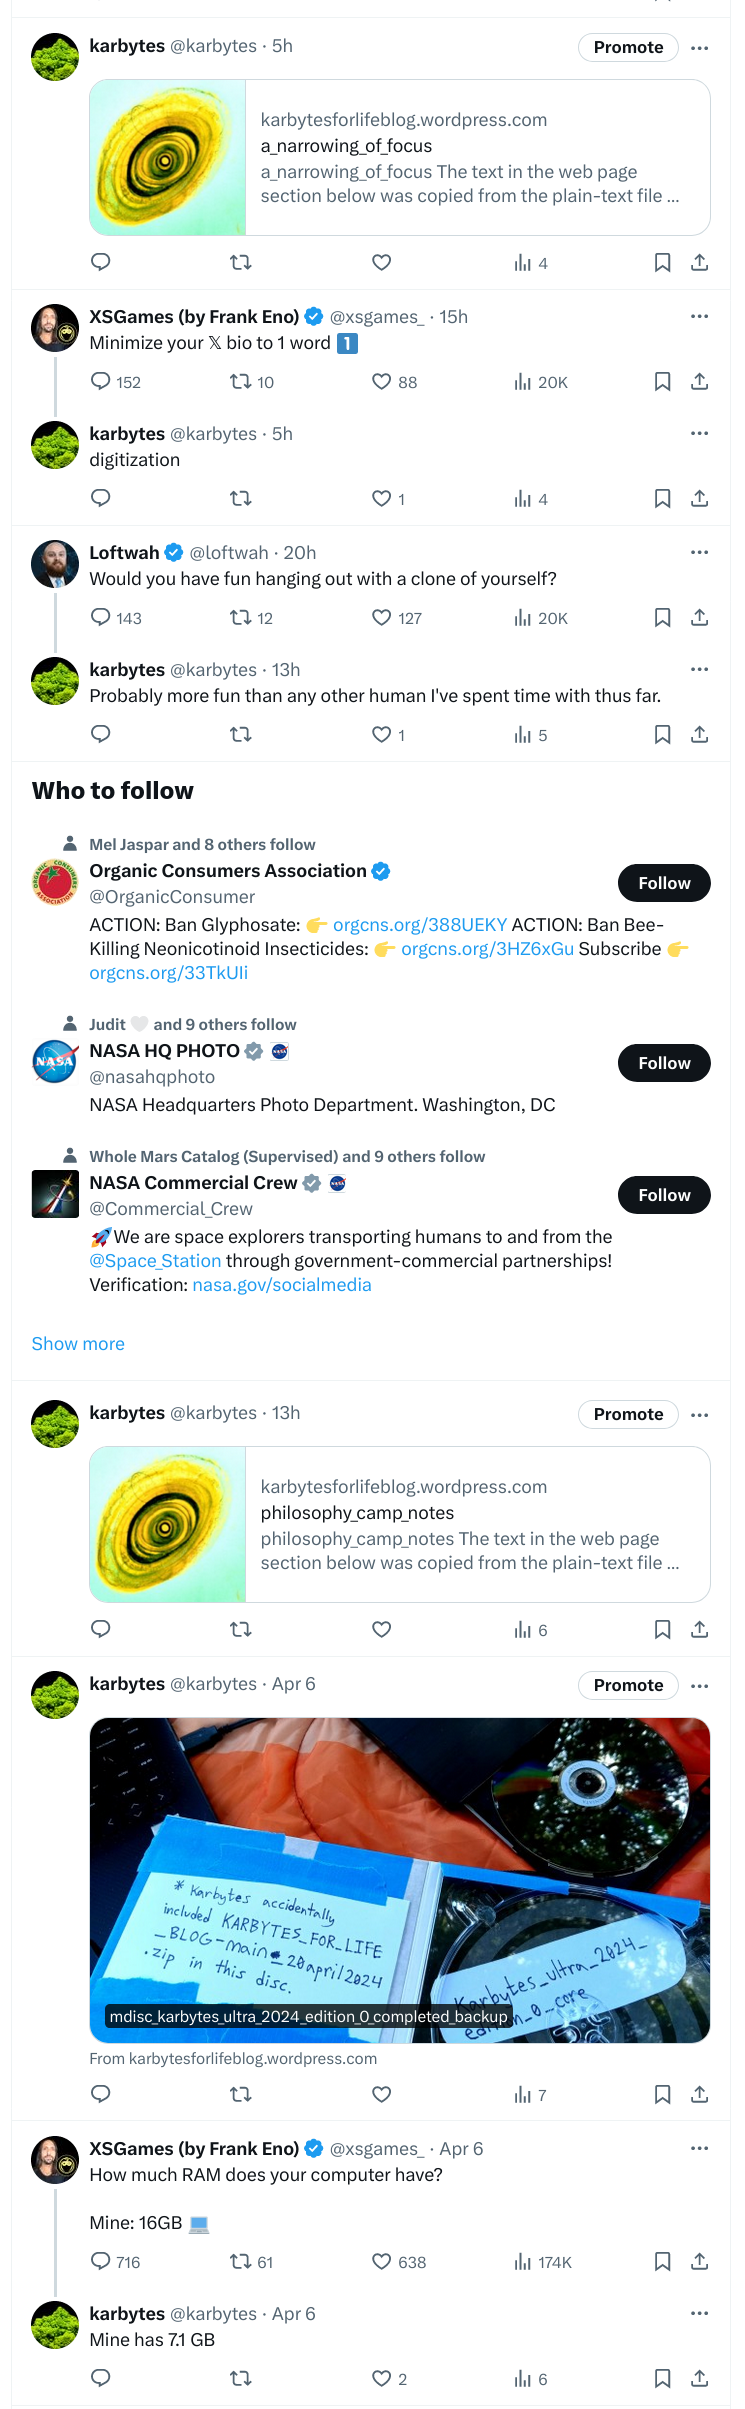 karbytes @karbytes · 5h
Promote
karbytesforlifeblog.wordpress.com
a_narrowing_of_focus
a_narrowing_of_focus The text in the web page
section below was copied from the plain-text file ...
4
XSGames (by Frank Eno) @xsgames_ · 15h
Minimize your 𝕏 bio to 1 word 1️⃣
152 10 88 20K
karbytes @karbytes · 5h
digitization
1 4
Loftwah @loftwah · 20h
Would you have fun hanging out with a clone of yourself?
143 12 127 20K
karbytes @karbytes · 13h
Probably more fun than any other human I've spent time with thus far.
1 5
Who to follow
Mel Jaspar and 8 others follow
ORGANIC CONSUMERS ASSOCIATION
Organic Consumers Association
@OrganicConsumer
Follow
ACTION: Ban Glyphosate: 👉 orgcns.org/388UEKY ACTION: Ban Bee-
Killing Neonicotinoid Insecticides: 👉 orgcns.org/3HZ6xGu Subscribe 👉
orgcns.org/33TkUIi
Judit 🤍 and 9 others follow
NASA
NASA HQ PHOTO
@nasahqphoto
Follow
NASA Headquarters Photo Department. Washington, DC
Whole Mars Catalog (Supervised) and 9 others follow
NASA Commercial Crew
@Commercial_Crew
Follow
🚀We are space explorers transporting humans to and from the
@Space_Station through government-commercial partnerships!
Verification: nasa.gov/socialmedia
Show more
karbytes @karbytes · 13h
Promote
karbytesforlifeblog.wordpress.com
philosophy_camp_notes
philosophy_camp_notes The text in the web page
section below was copied from the plain-text file ...
6
karbytes @karbytes · Apr 6
Promote
* Karbytes accidentally
included KARBYTES_FOR_LIFE
_BLOG-main_20april2024
.zip in this disc.
Karbytes_ultra_2024_
edition_0_core
mdisc_karbytes_ultra_2024_edition_0_completed_backup
From karbytesforlifeblog.wordpress.com
7
XSGames (by Frank Eno) @xsgames_ · Apr 6
How much RAM does your computer have?
Mine: 16GB 💻
716 61 638 174K
karbytes @karbytes · Apr 6
Mine has 7.1 GB
2 6